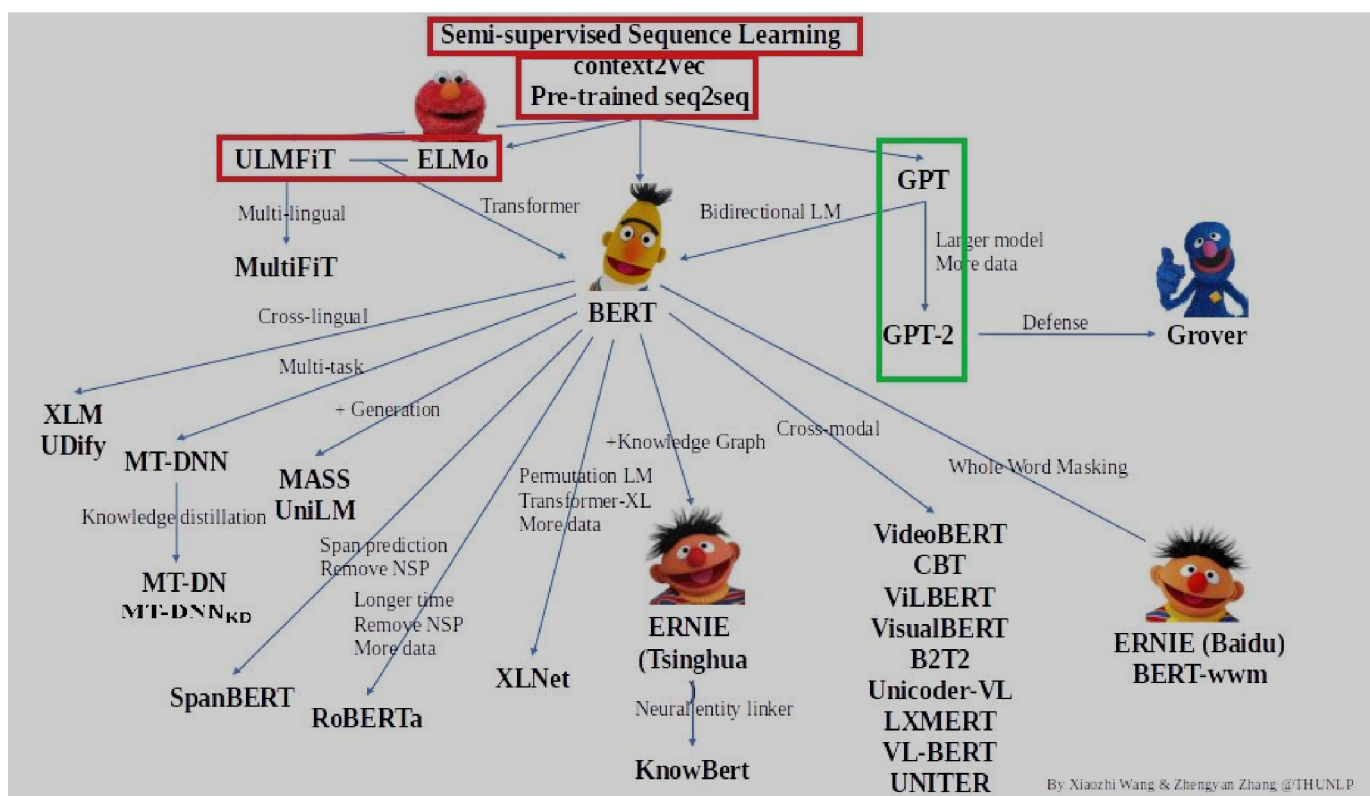 Semi-supervised Sequence Learning
context2Vec
Pre-trained seq2seq
ULMFiT
ELMo
GPT
Multi-lingual
Transformer
Bidirectional LM
Larger model
More data
MultiFiT
BERT
Cross-lingual
GPT-2
Defense
Grover
Multi-task
XLM
UDify
+ Generation
MT-DNN
MASS
UniLM
+Knowledge Graph
Cross-modal
Whole Word Masking
Permutation LM
Transformer-XL
More data
Knowledge distillation
Span prediction
Remove NSP
MT-DN
MT-DNN KD
Longer time
Remove NSP
More data
VideoBERT
CBT
ViLBERT
VisualBERT
B2T2
Unicoder-VL
LXMERT
VL-BERT
UNITER
ERNIE
(Tsinghua
)
ERNIE (Baidu)
BERT-wwm
SpanBERT
RoBERTa
XLNet
Neural entity linker
KnowBert
By Xiaozhi Wang & Zhengyan Zhang @THUNLP